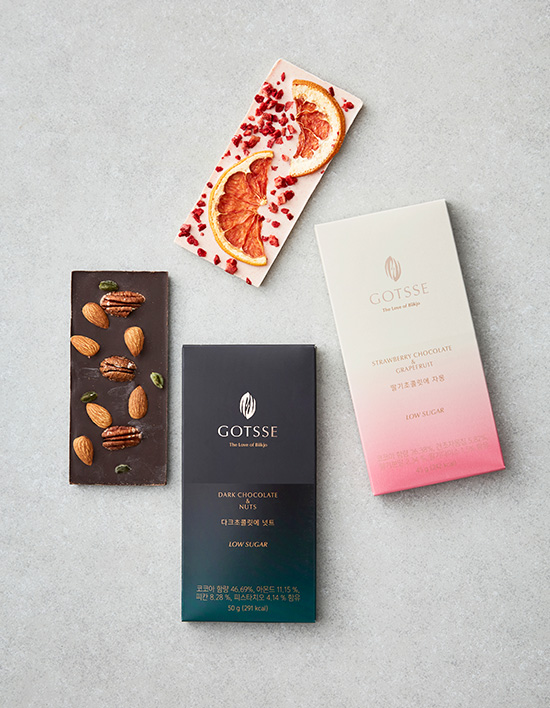 GOTSSE
The Love of Bikjo
STRAWBERRY CHOCOLATE
&
GRAPEFRUIT
딸기초콜릿에 자몽
LOW SUGAR
GOTSSE
The Love of Bikjo
DARK CHOCOLATE
&
NUTS
다크초콜릿에 넛트
LOW SUGAR
코코아 함량 46.69%, 아몬드 11.15 %,
피칸 8.28 %, 피스타치오 4.14 % 함유
50 g (291 kcal)